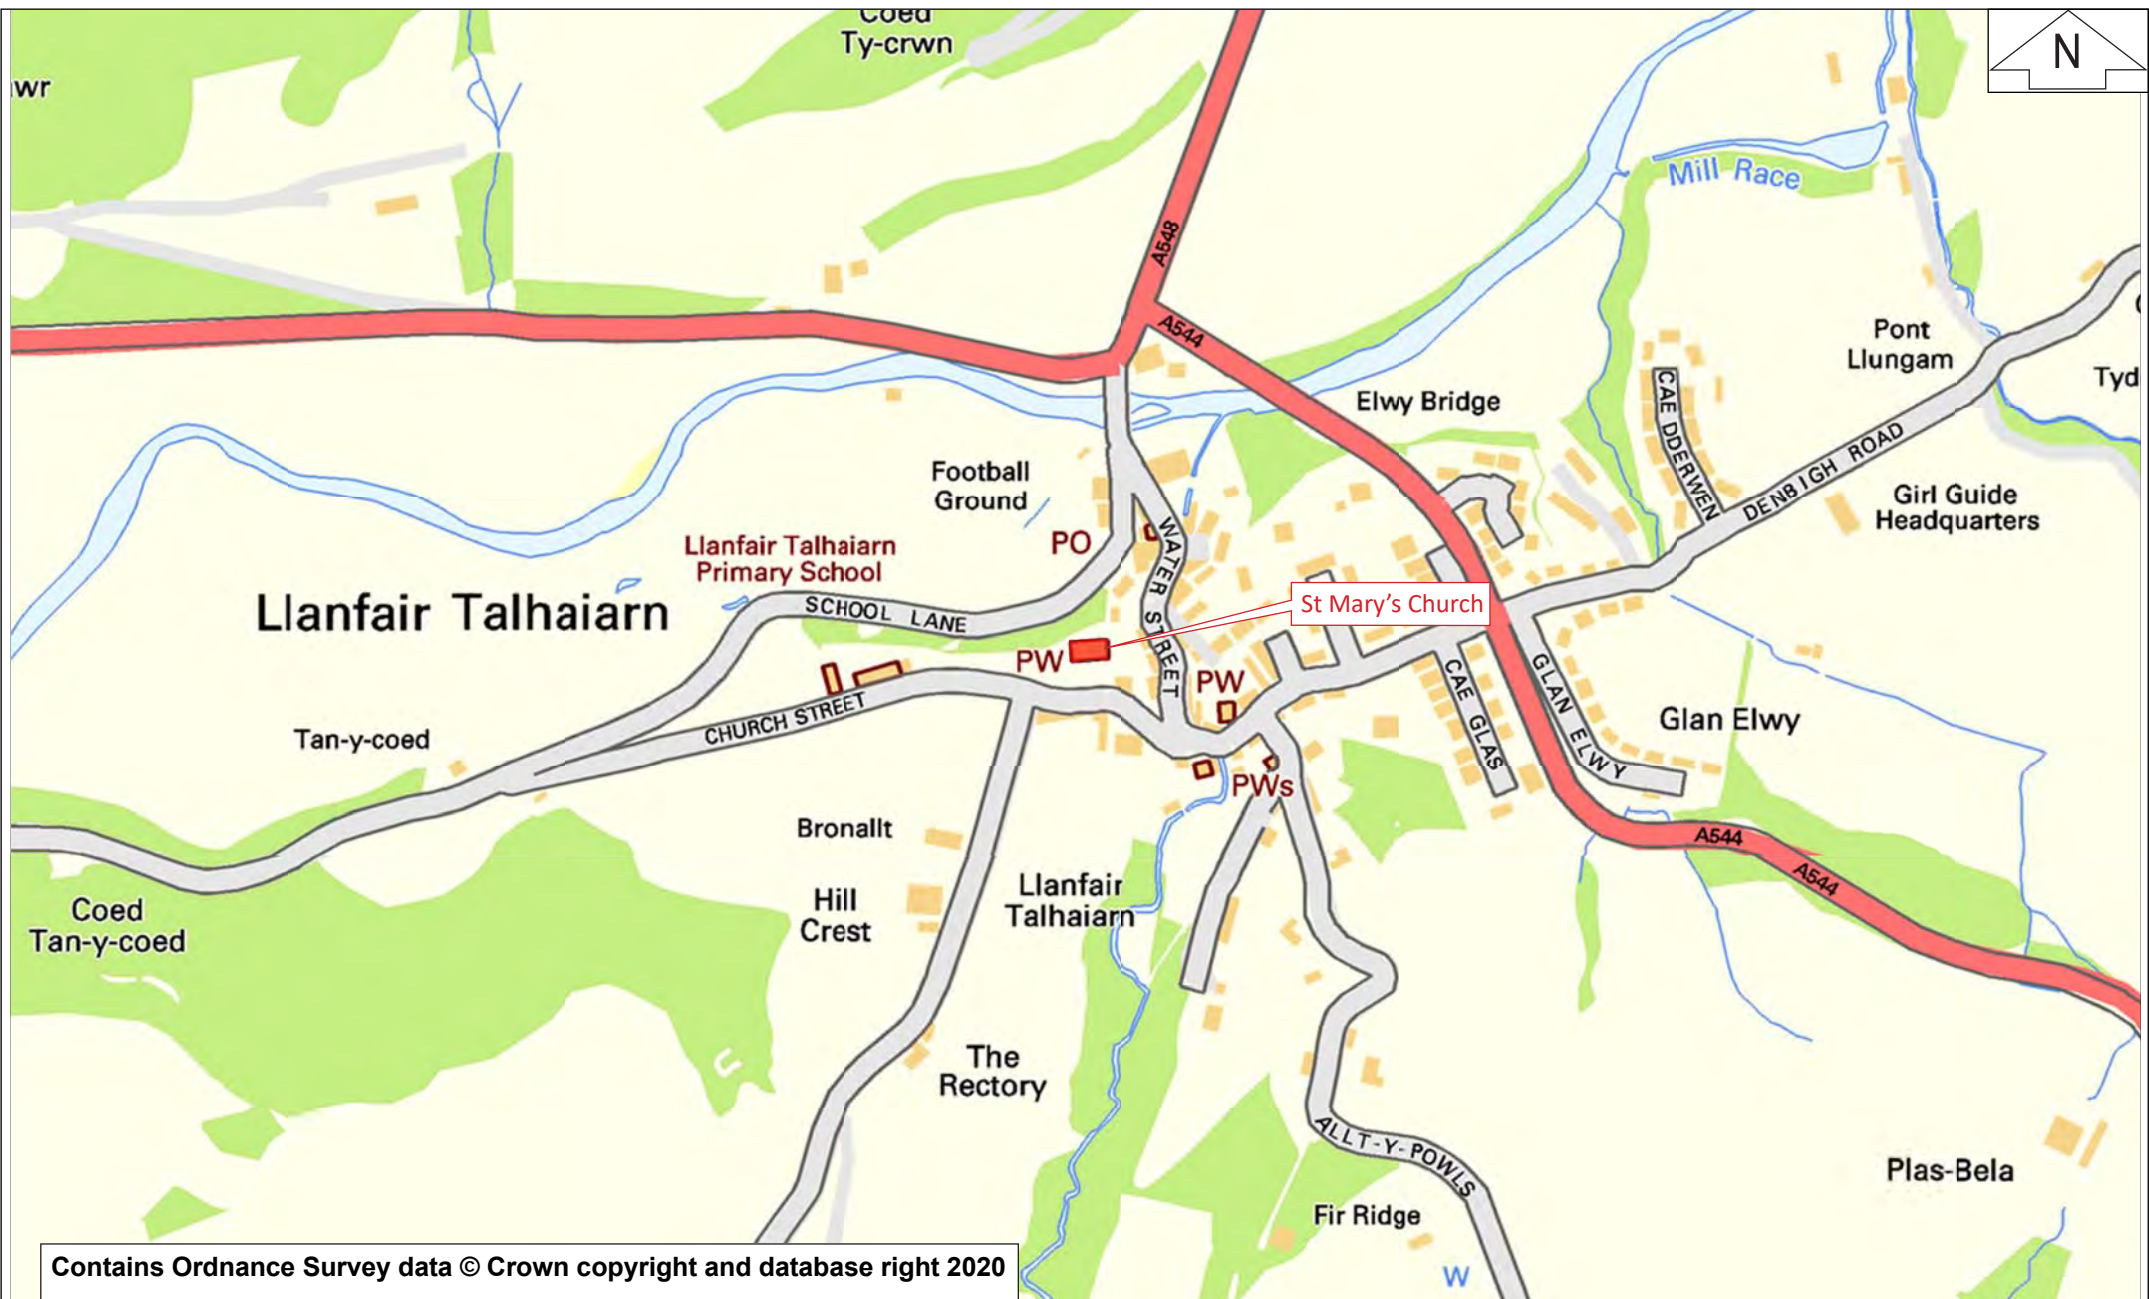 Coed
Ty-crwn
N
wr
Mill Race
A548
A544
Pont
Llungam
Tyd
Elwy Bridge
CAE DDERWEN
DENBIGH ROAD
Football
Ground
Girl Guide
Headquarters
PO
WATER STREET
Llanfair Talhaiarn
Primary School
Llanfair Talhaiarn
SCHOOL LANE
St Mary's Church
PW
PW
CAE GLAS
GLAN ELWY
Glan Elwy
CHURCH STREET
Tan-y-coed
PWs
Bronallt
A544
A544
Hill
Crest
Llanfair
Talhaiarn
Coed
Tan-y-coed
The
Rectory
ALLT-Y-POWLS
Plas-Bela
Fir Ridge
W
Contains Ordnance Survey data © Crown copyright and database right 2020